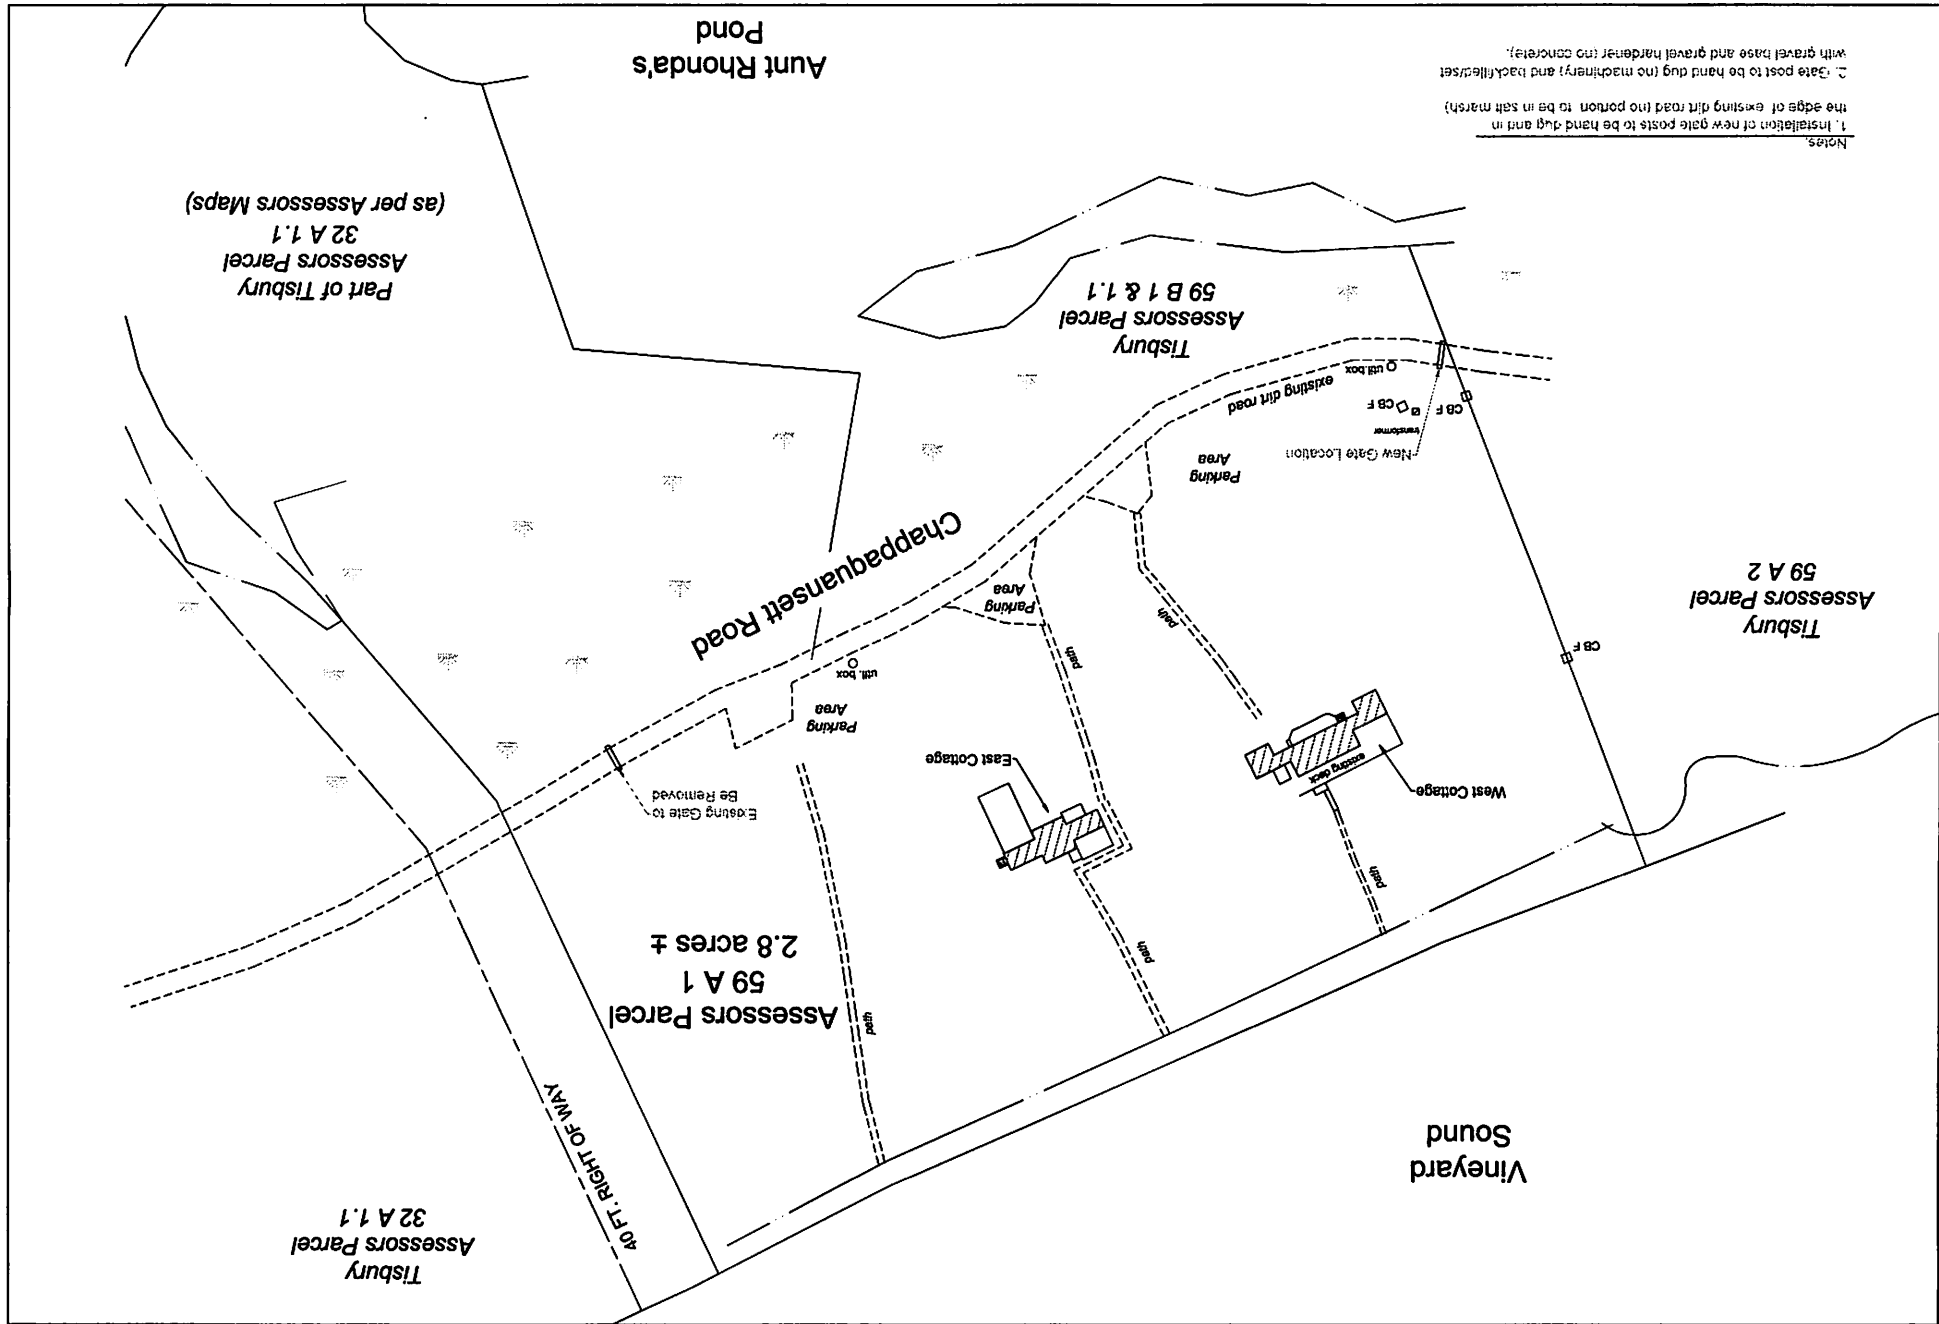 Tisbury
Assessors Parcel
32 A 1.1
Vineyard
Sound
40 FT. RIGHT OF WAY
path
Assessors Parcel
59 A 1
2.8 acres ±
path
path
West Cottage
existing deck
East Cottage
Existing Gate to
Be Removed
Parking
Area
util. box
CB F
path
path
Tisbury
Assessors Parcel
59 A 2
Parking
Area
Chappaquansett Road
Parking
Area
New Gate Location
transformer
CB F
CB F
existing dirt road
util.box
Tisbury
Assessors Parcel
59 B 1 & 1.1
Part of Tisbury
Assessors Parcel
32 A 1.1
(as per Assessors Maps)
Notes:
1. Installation of new gate posts to be hand dug and in
the edge of existing dirt road (no portion to be in salt marsh)
2. Gate post to be hand dug (no machinery) and backfilled/set
with gravel base and gravel hardener (no concrete).
Aunt Rhonda's
Pond